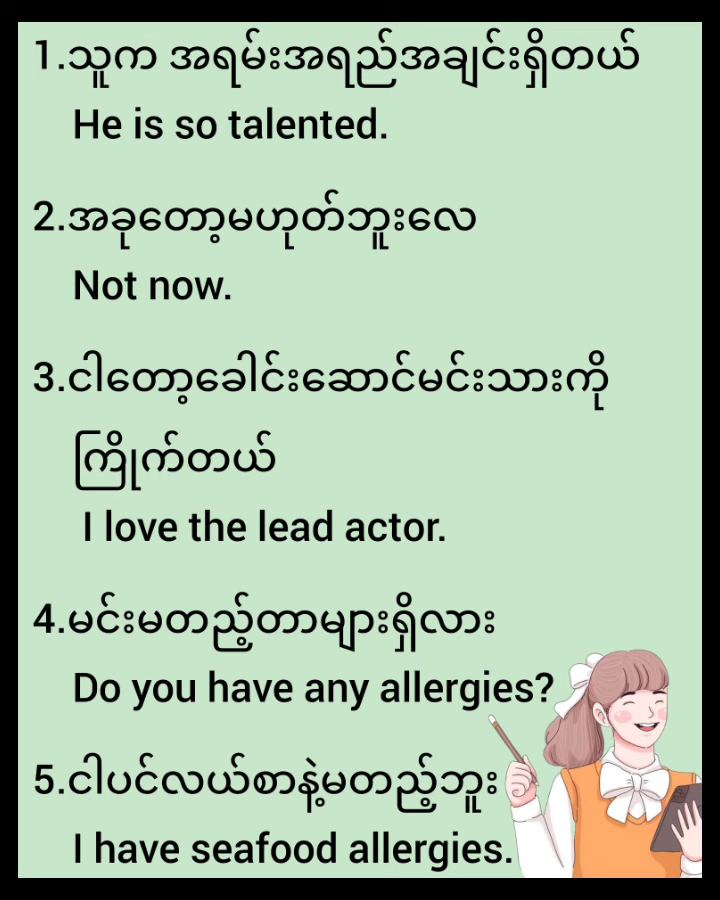 1.သူက အရမ်းအရည်အချင်းရှိတယ်
He is so talented.
2.အခုတော့မဟုတ်ဘူးလေ
Not now.
3.ငါတော့ခေါင်းဆောင်မင်းသားကို
ကြိုက်တယ်
I love the lead actor.
4.မင်းမတည့်တာများရှိလား
Do you have any allergies?
5.ငါပင်လယ်စာနဲ့မတည့်ဘူး
I have seafood allergies.